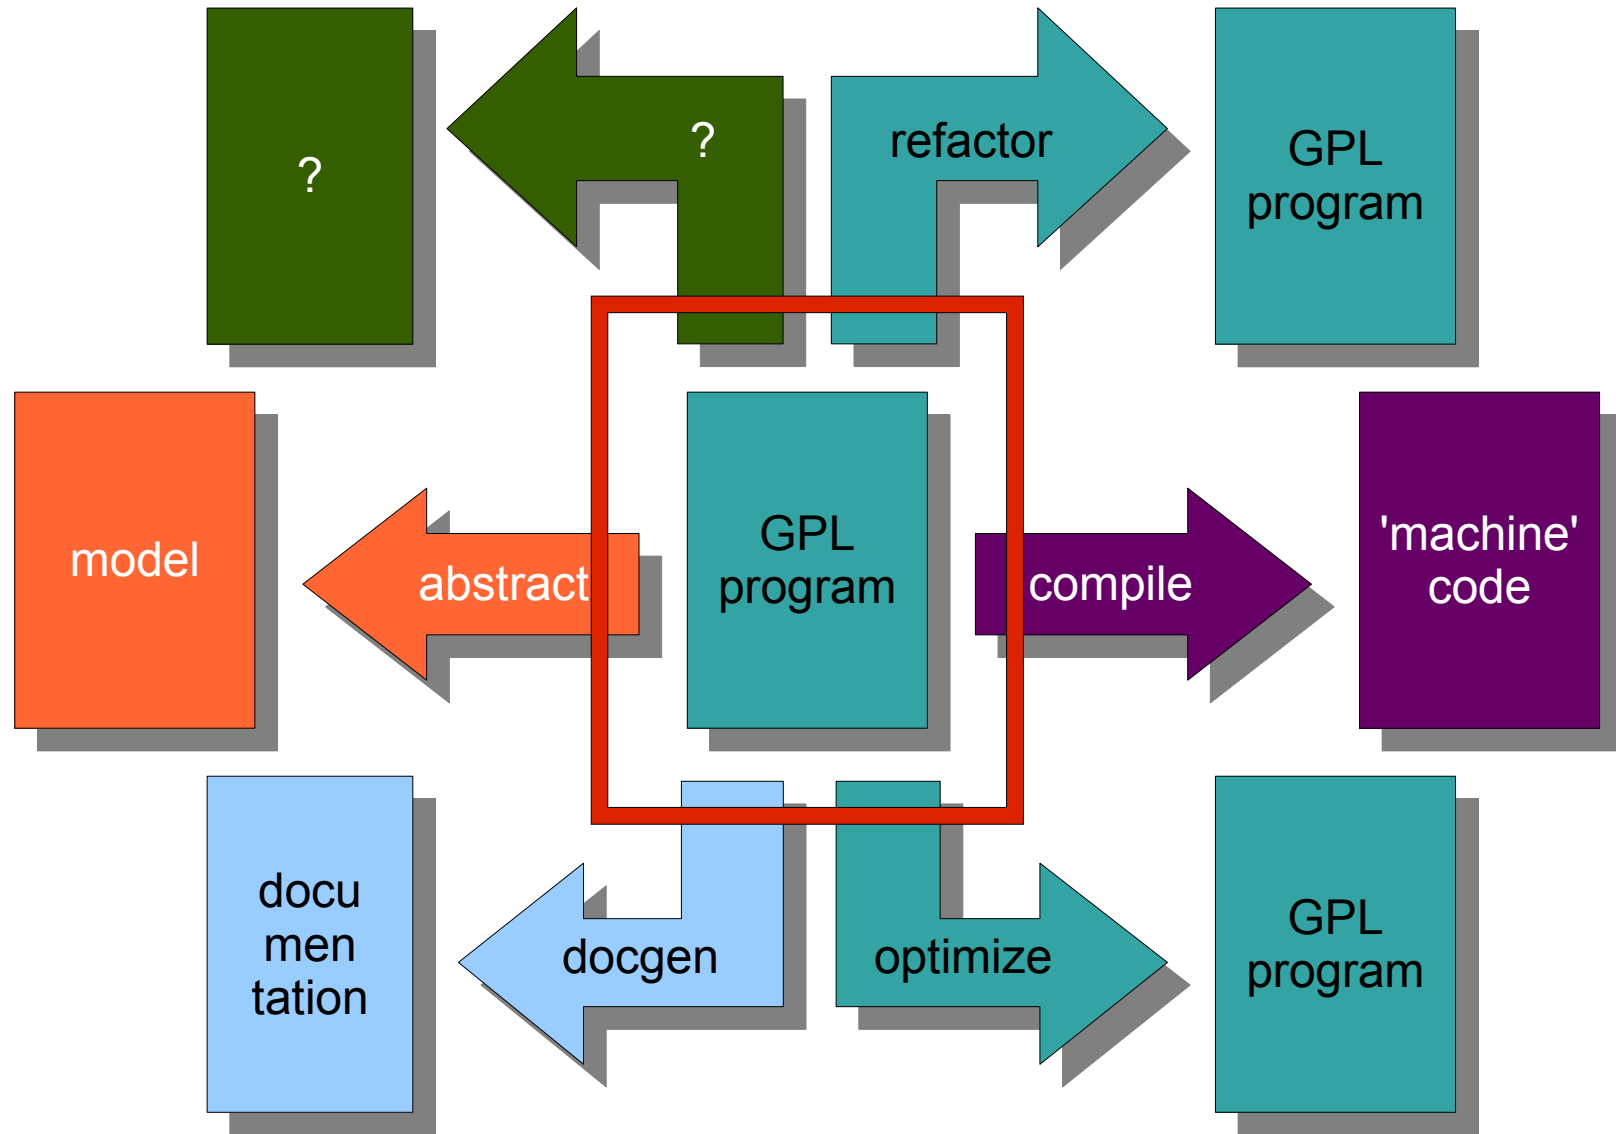 ?
?
refactor
GPL
program
model
abstract
GPL
program
compile
'machine'
code
docu
men
tation
docgen
optimize
GPL
program